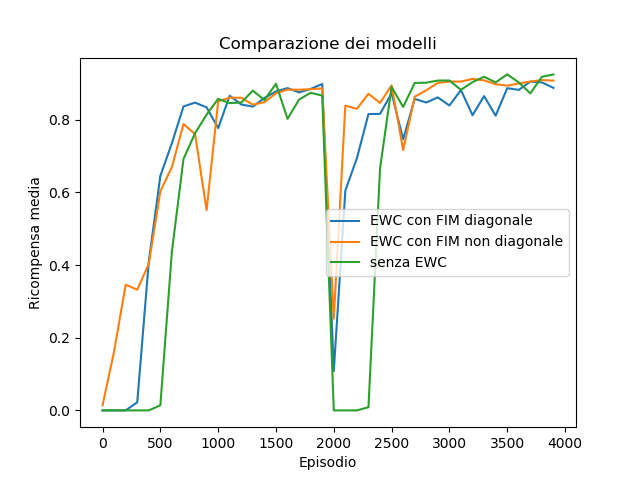 Comparazione dei modelli
Ricompensa media
0.8
0.6
0.4
0.2
0.0
EWC con FIM diagonale
EWC con FIM non diagonale
senza EWC
0 500 1000 1500 2000 2500 3000 3500 4000
Episodio